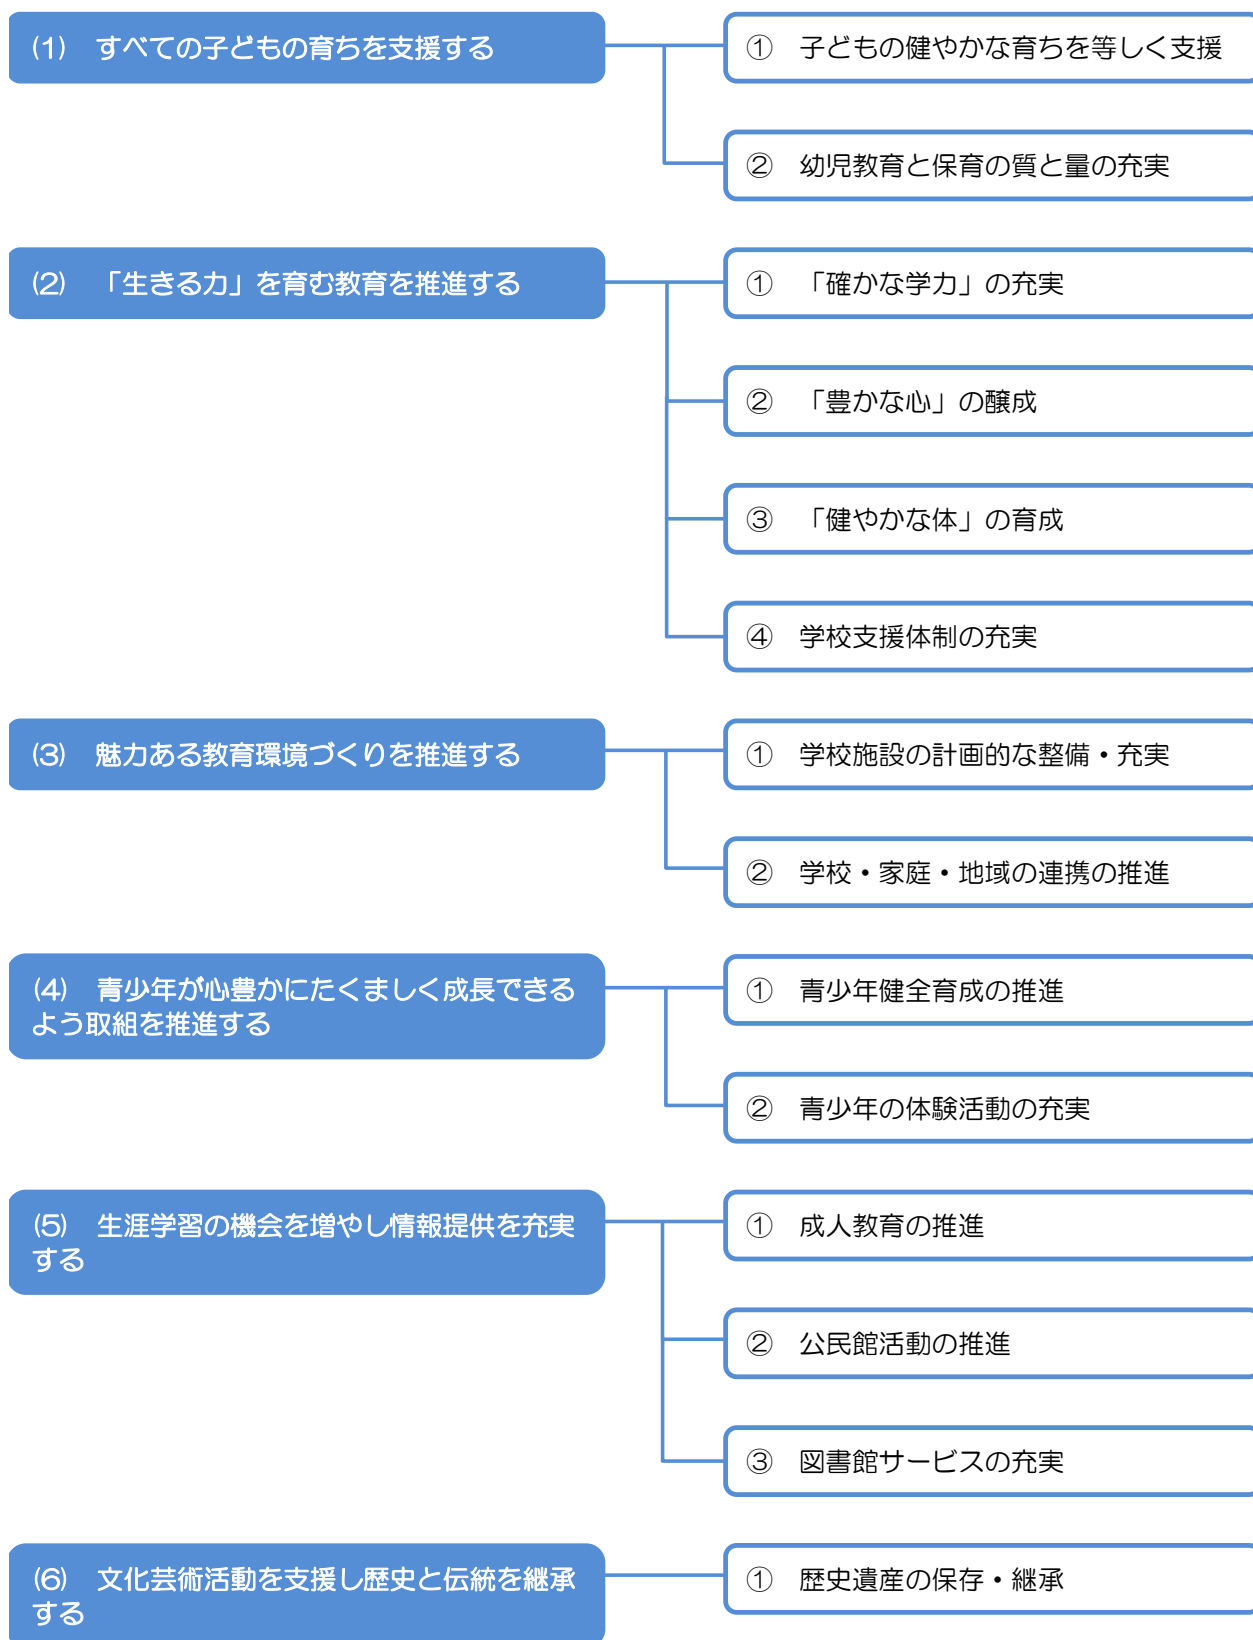 (1)　すべての子どもの育ちを支援する
①　子どもの健やかな育ちを等しく支援
②　幼児教育と保育の質と量の充実
(2)　「生きる力」を育む教育を推進する
①　「確かな学力」の充実
②　「豊かな心」の醸成
③　「健やかな体」の育成
④　学校支援体制の充実
(3)　魅力ある教育環境づくりを推進する
①　学校施設の計画的な整備・充実
②　学校・家庭・地域の連携の推進
(4)　青少年が心豊かにたくましく成長できる
よう取組を推進する
①　青少年健全育成の推進
②　青少年の体験活動の充実
(5)　生涯学習の機会を増やし情報提供を充実
する
①　成人教育の推進
②　公民館活動の推進
③　図書館サービスの充実
(6)　文化芸術活動を支援し歴史と伝統を継承
する
①　歴史遺産の保存・継承